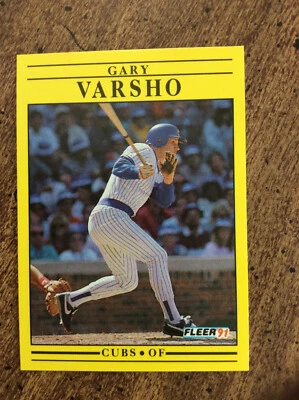 GARY
VARSHO
FLEER 91
CUBS • OF